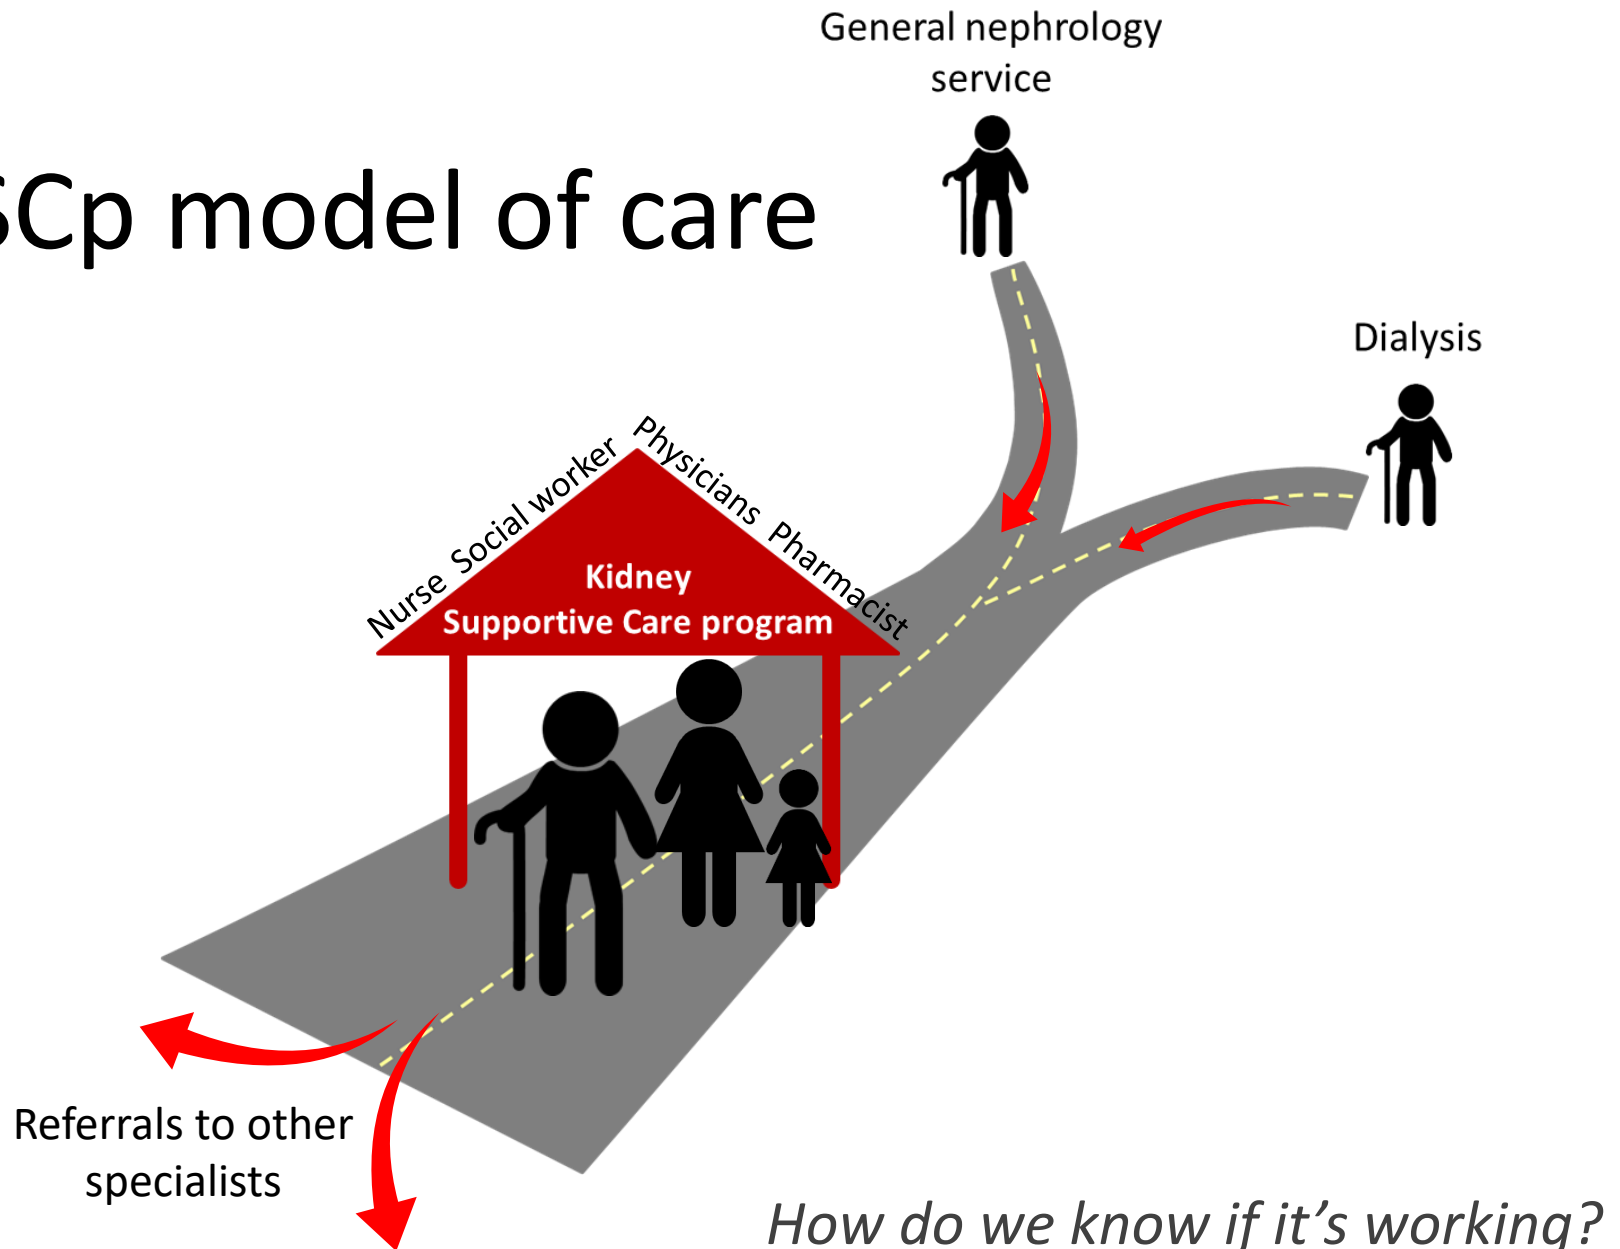 General nephrology
service
SCp model of care
Dialysis
Nurse Social worker
Physicians Pharmacist
Kidney
Supportive Care program
Referrals to other
specialists
How do we know if it’s working?